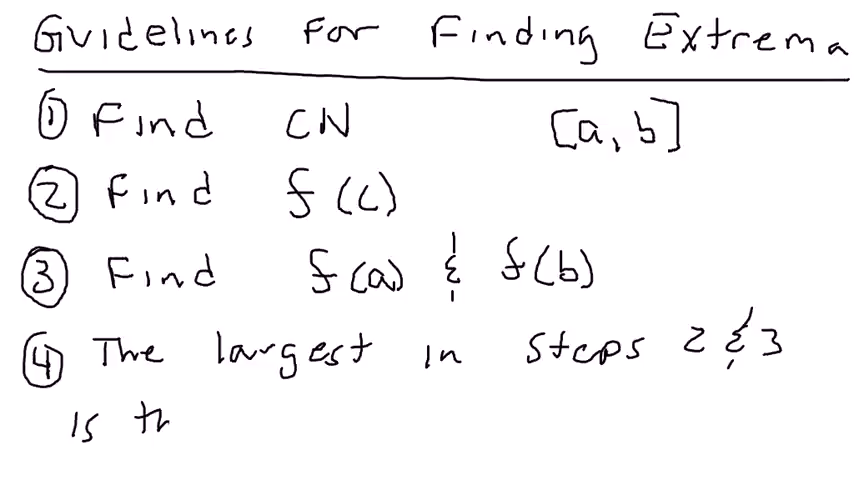 Guidelines For Finding Extrema
① Find CN [a, b]
② Find f(c)
③ Find f(a) & f(b)
④ The largest in steps 2 & 3
is th